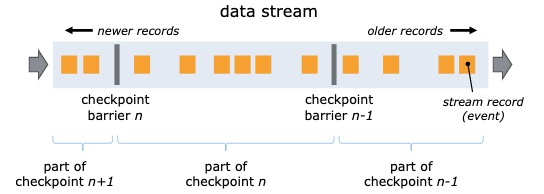 data stream
newer records
older records
checkpoint
barrier n
checkpoint
barrier n-1
stream record
(event)
part of
checkpoint n+1
part of
checkpoint n
part of
checkpoint n-1